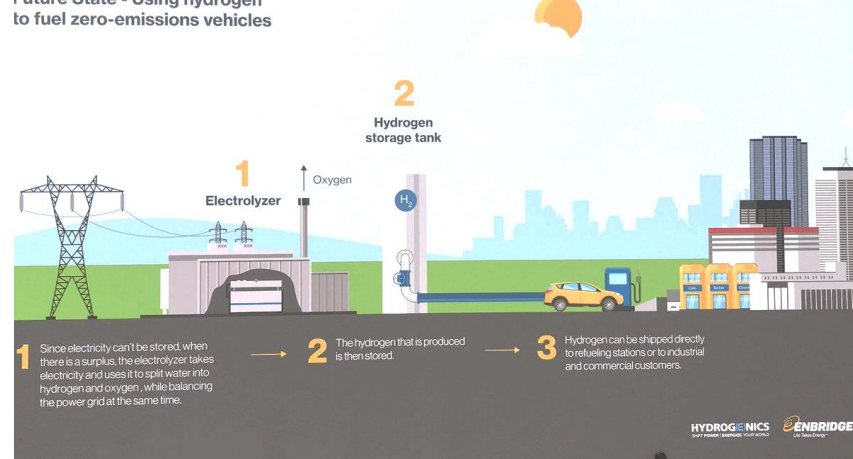 Future State - Using hydrogen
to fuel zero-emissions vehicles
2
Hydrogen
storage tank
1
Electrolyzer
Oxygen
H2
1
Since electricity can't be stored, when
there is a surplus, the electrolyzer takes
electricity and uses it to split water into
hydrogen and oxygen, while balancing
the power grid at the same time.
2
The hydrogen that is produced
is then stored.
3
Hydrogen can be shipped directly
to refueling stations or to industrial
and commercial customers.
HYDROGENICS
SHIFT POWER | ENERGIZE YOUR WORLD
ENBRIDGE
Life Takes Energy